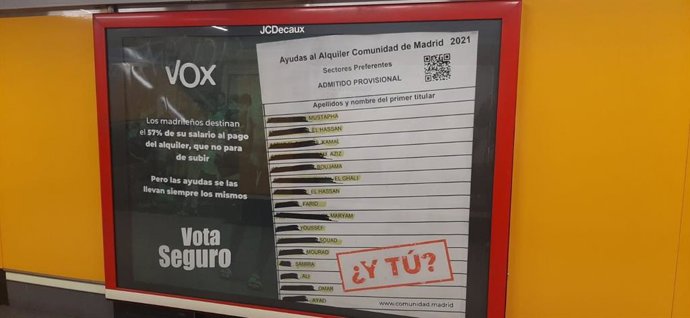 JCDecaux
VOX
Los madrileños destinan
el 57% de su salario al pago
del alquiler, que no para
de subir
Pero las ayudas se las
llevan siempre los mismos
Vota
Seguro
Ayudas al Alquiler Comunidad de Madrid 2021
Sectores Preferentes
ADMITIDO PROVISIONAL
Apellidos y nombre del primer titular
MUSTAPHA
EL HASSAN
KAMAL
AZIZ
BOUJAMA
EL GHALI
EL HASSAN
FARID
MARYAM
YOUSSEF
SOUAD
MOURAD
SAMIRA
ALI
OMAR
AYAD
¿Y TÚ?
www.comunidad.madrid